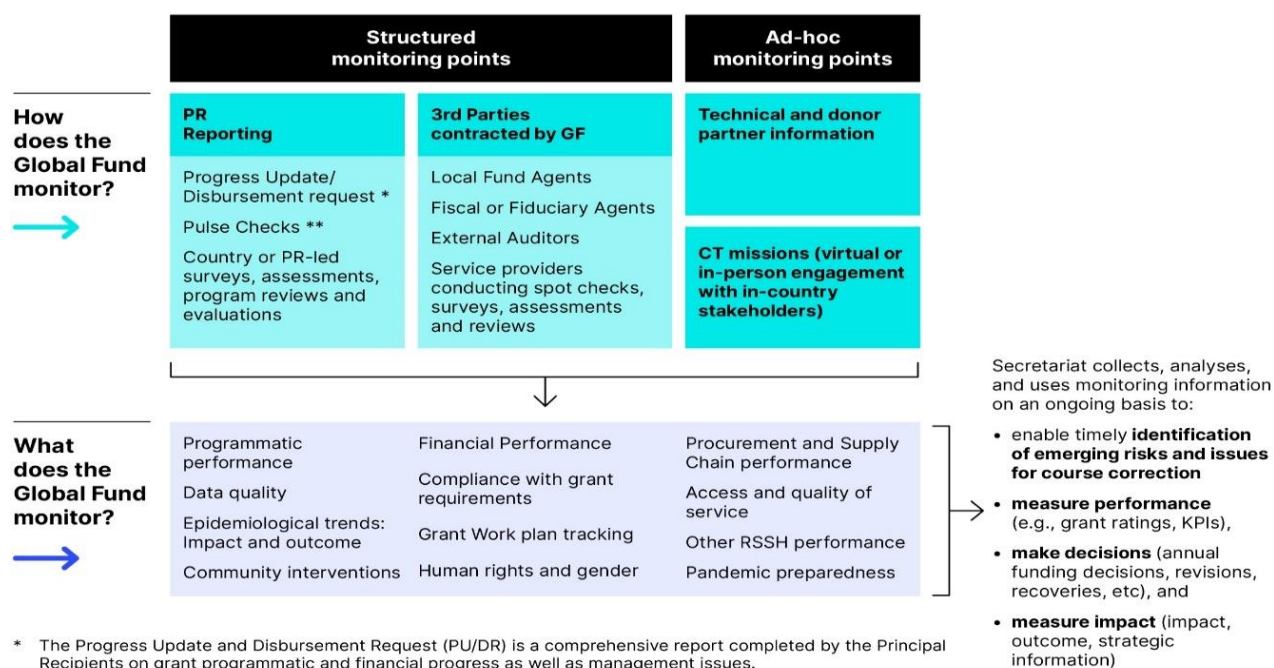 Structured
monitoring points
Ad-hoc
monitoring points
How
does the
Global Fund
monitor?
PR
Reporting
Progress Update/
Disbursement request *
Pulse Checks **
Country or PR-led
surveys, assessments,
program reviews and
evaluations
3rd Parties
contracted by GF
Local Fund Agents
Fiscal or Fiduciary Agents
External Auditors
Service providers
conducting spot checks,
surveys, assessments
and reviews
Technical and donor
partner information
CT missions (virtual or
in-person engagement
with in-country
stakeholders)
What
does the
Global Fund
monitor?
Programmatic
performance
Data quality
Epidemiological trends:
Impact and outcome
Community interventions
Financial Performance
Compliance with grant
requirements
Grant Work plan tracking
Human rights and gender
Procurement and Supply
Chain performance
Access and quality of
service
Other RSSH performance
Pandemic preparedness
Secretariat collects, analyses,
and uses monitoring information
on an ongoing basis to:
• enable timely identification
of emerging risks and issues
for course correction
• measure performance
(e.g., grant ratings, KPIs),
• make decisions (annual
funding decisions, revisions,
recoveries, etc), and
• measure impact (impact,
outcome, strategic
information)
* The Progress Update and Disbursement Request (PU/DR) is a comprehensive report completed by the Principal
Recipients on grant programmatic and financial progress as well as management issues.